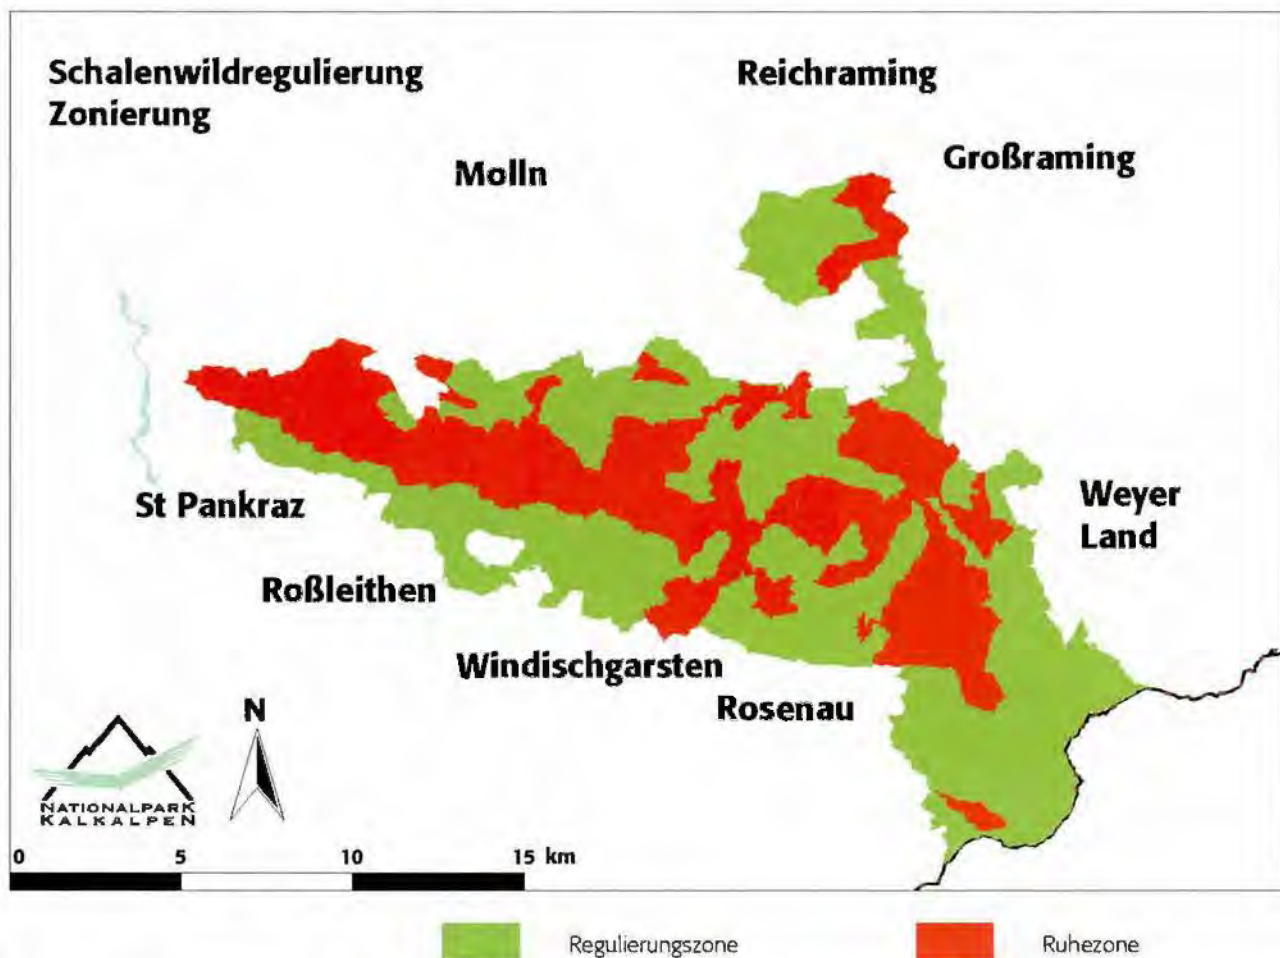 Schalenwildregulierung
Zonierung
Reichraming
Großraming
Molln
St Pankraz
Weyer
Land
Roßleithen
Windischgarsten
Rosenau
N
NATIONALPARK
KALKALPEN
0 5 10 15 km
Regulierungszone
Ruhezone